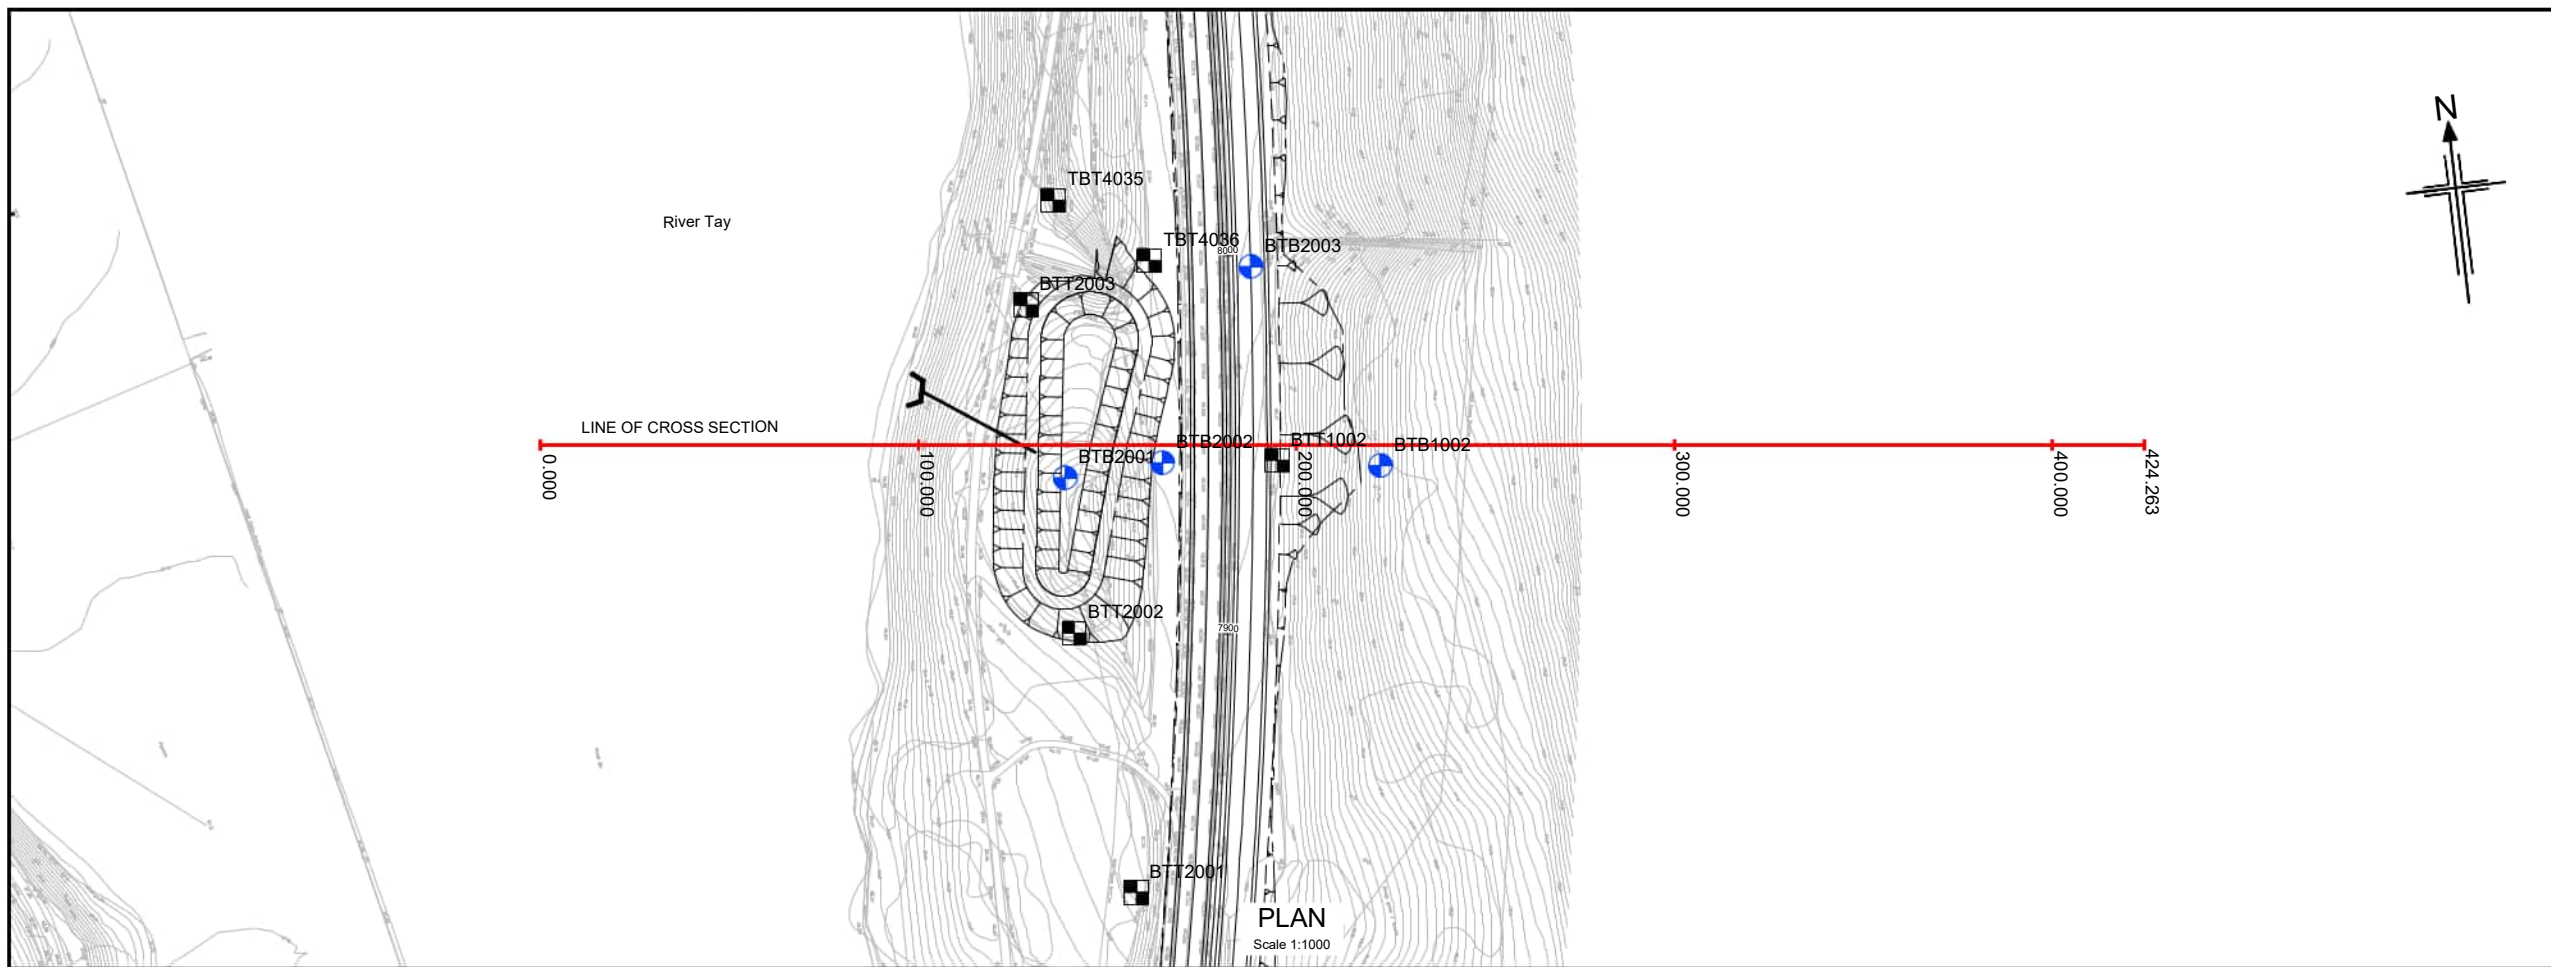 N
TBT4035
River Tay
TBT4036
8000
BTB2003
BTT2003
LINE OF CROSS SECTION
BTB2002
BTT1002
BTB1002
BTB2001
0.000
100.000
200.000
300.000
400.000
424.263
BTT2002
7900
BTT2001
PLAN
Scale 1:1000